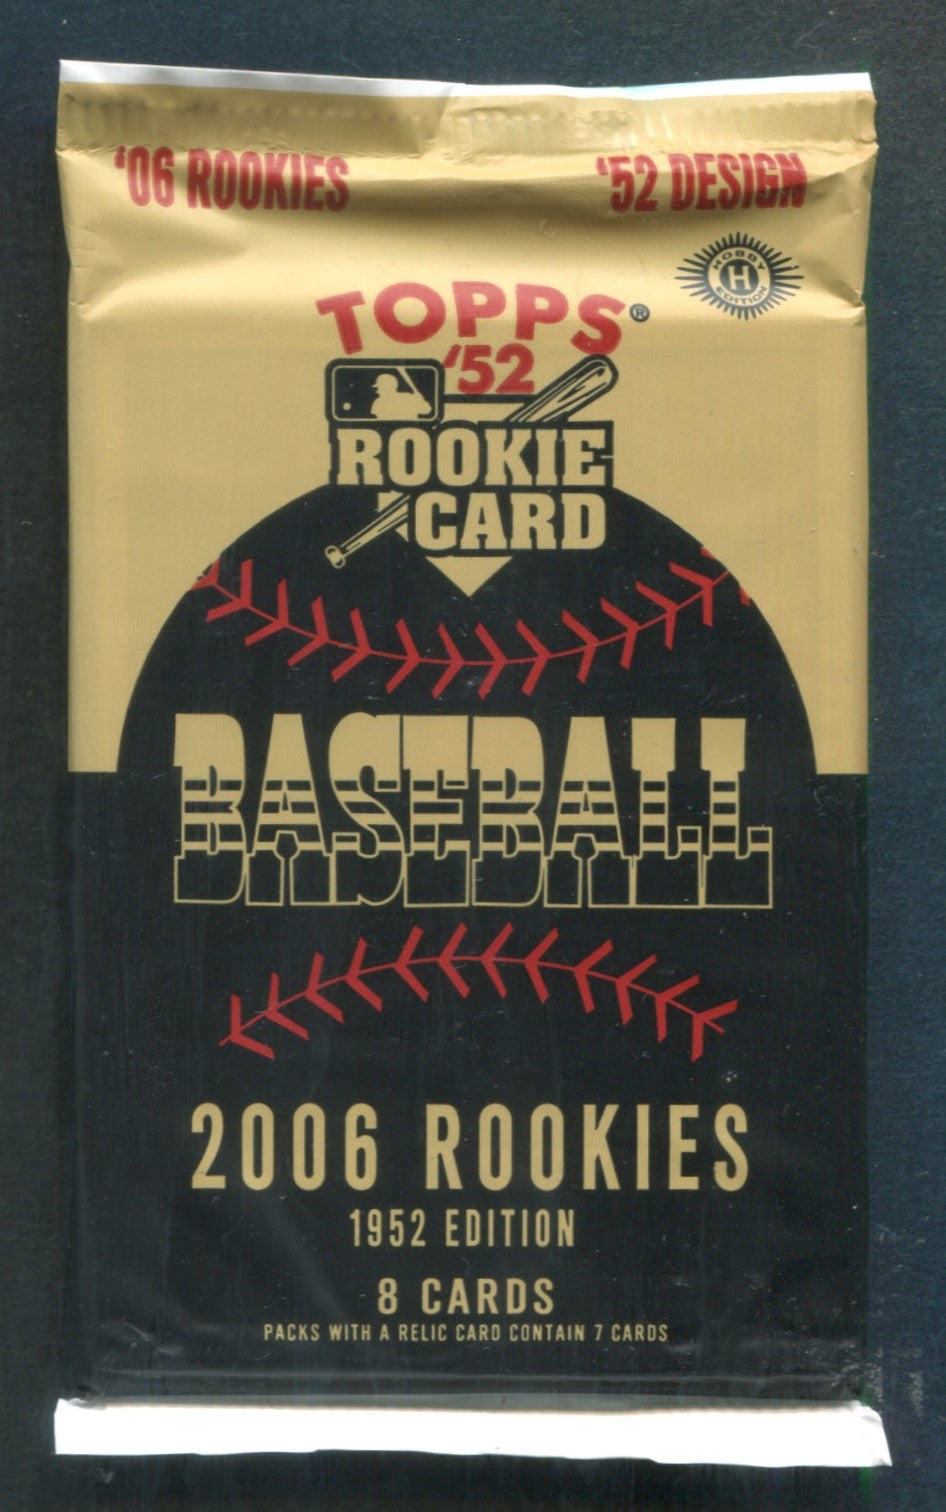 '06 ROOKIES
'52 DESIGN
HOBBY
H
EDITION
TOPPS®
'52
ROOKIE
CARD
BASEBALL
2006 ROOKIES
1952 EDITION
8 CARDS
PACKS WITH A RELIC CARD CONTAIN 7 CARDS